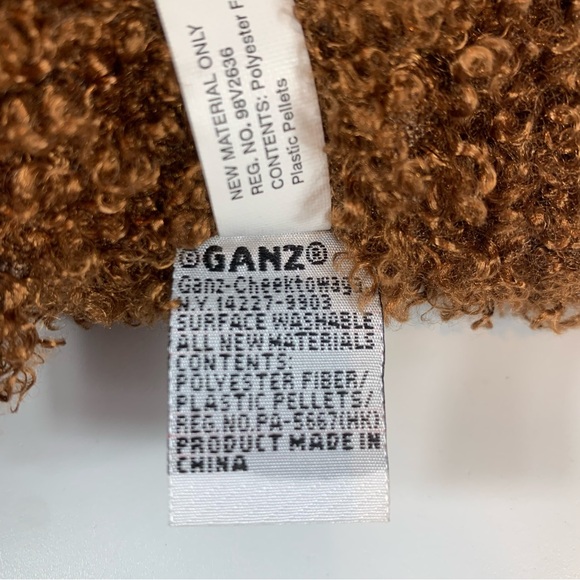 NEW MATERIAL ONLY
REG. NO. 98V2636
CONTENTS: Polyester F
Plastic Pellets
©GANZ®
Ganz-Cheektowaga
N.Y. 14227-9903
SURFACE WASHABLE
ALL NEW MATERIALS
CONTENTS:
POLYESTER FIBER/
PLASTIC PELLETS/
REG NO.PA-5667(HK)
PRODUCT MADE IN
CHINA